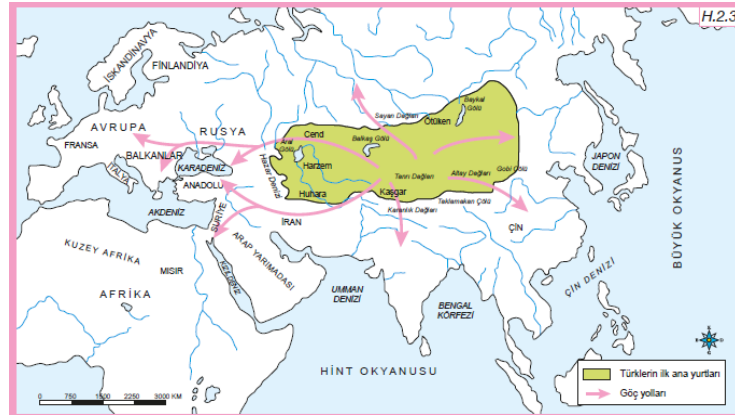 H.2.3
İSKANDİNAVYA
FİNLANDİYA
AVRUPA
RUSYA
FRANSA
BALKANLAR
İTALYA
KARADENİZ
ANADOLU
AKDENİZ
SURİYE
KUZEY AFRİKA
MISIR
AFRİKA
KIZILDENİZ
ARAP YARIMADASI
İRAN
Hazar Denizi
Aral
Gölü
Cend
Harzem
Huhara
Balkaş Gölü
Sayan Dağları
Ötüken
Baykal
Gölü
Tenrı Dağları
Altay Dağları
Gobi Çölü
Kaşgar
Teklamakan Çölü
Karanlık Dağları
ÇİN
JAPON
DENİZİ
BÜYÜK OKYANUS
ÇİN DENİZİ
UMMAN
DENİZİ
BENGAL
KÖRFEZİ
HİNT OKYANUSU
0 750 1500 2250 3000 KM
Türklerin ilk ana yurtları
Göç yolları